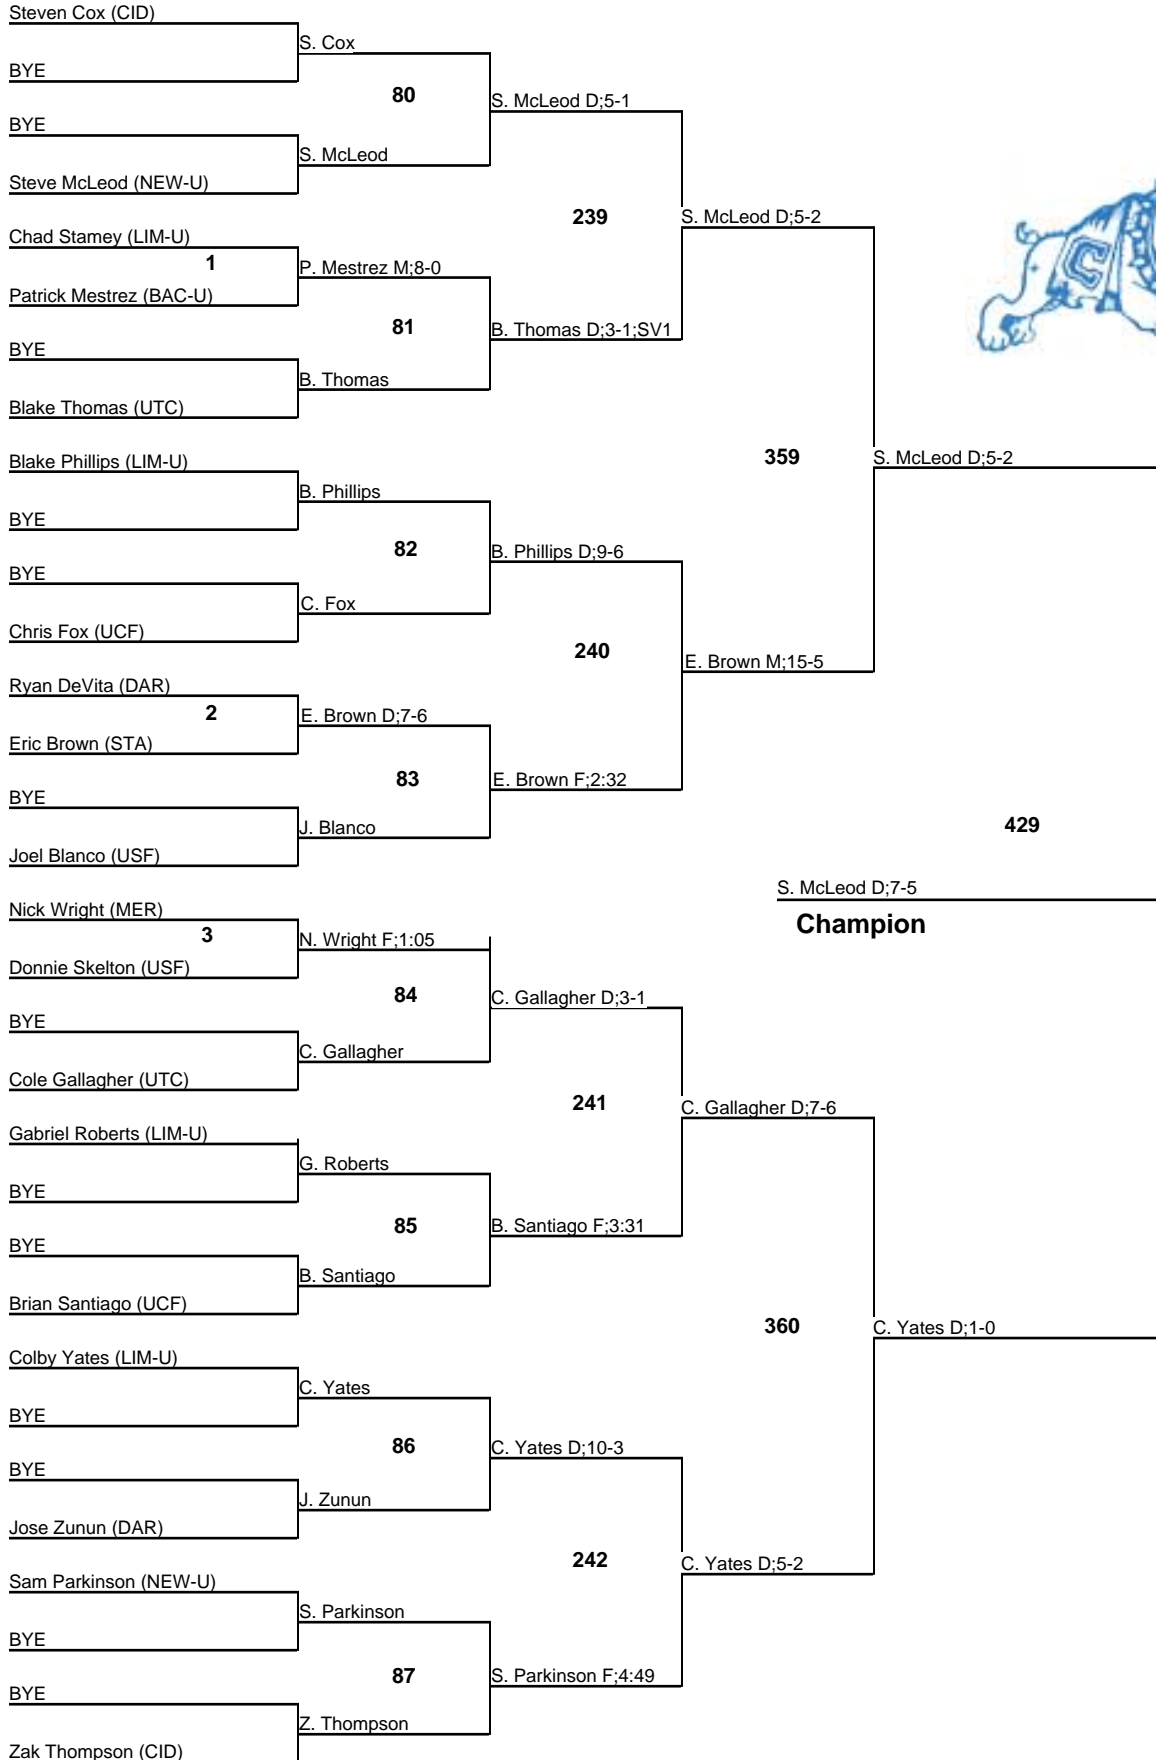 Steven Cox (CID)
S. Cox
BYE
80
S. McLeod D;5-1
BYE
S. McLeod
Steve McLeod (NEW-U)
239
S. McLeod D;5-2
Chad Stamey (LIM-U)
1
P. Mestrez M;8-0
Patrick Mestrez (BAC-U)
81
B. Thomas D;3-1;SV1
BYE
B. Thomas
Blake Thomas (UTC)
359
S. McLeod D;5-2
Blake Phillips (LIM-U)
B. Phillips
BYE
82
B. Phillips D;9-6
BYE
C. Fox
Chris Fox (UCF)
240
E. Brown M;15-5
Ryan DeVita (DAR)
2
E. Brown D;7-6
Eric Brown (STA)
83
E. Brown F;2:32
BYE
J. Blanco
Joel Blanco (USF)
429
S. McLeod D;7-5
Champion
Nick Wright (MER)
3
N. Wright F;1:05
Donnie Skelton (USF)
84
C. Gallagher D;3-1
BYE
C. Gallagher
Cole Gallagher (UTC)
241
C. Gallagher D;7-6
Gabriel Roberts (LIM-U)
G. Roberts
BYE
85
B. Santiago F;3:31
BYE
B. Santiago
Brian Santiago (UCF)
360
C. Yates D;1-0
Colby Yates (LIM-U)
C. Yates
BYE
86
C. Yates D;10-3
BYE
J. Zunun
Jose Zunun (DAR)
242
C. Yates D;5-2
Sam Parkinson (NEW-U)
S. Parkinson
BYE
87
S. Parkinson F;4:49
BYE
Z. Thompson
Zak Thompson (CID)
C